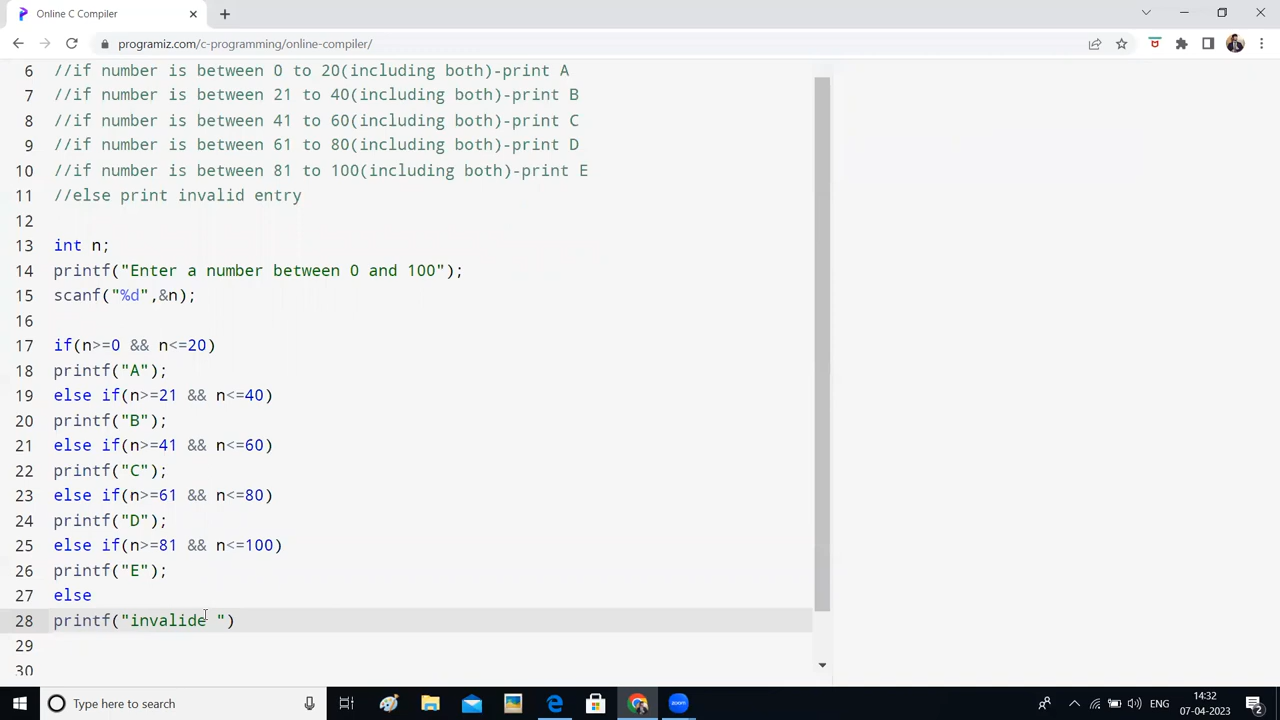 Online C Compiler
programiz.com/c-programming/online-compiler/
6 //if number is between 0 to 20(including both)-print A
7 //if number is between 21 to 40(including both)-print B
8 //if number is between 41 to 60(including both)-print C
9 //if number is between 61 to 80(including both)-print D
10 //if number is between 81 to 100(including both)-print E
11 //else print invalid entry
12
13 int n;
14 printf("Enter a number between 0 and 100");
15 scanf("%d",&n);
16
17 if(n>=0 && n<=20)
18 printf("A");
19 else if(n>=21 && n<=40)
20 printf("B");
21 else if(n>=41 && n<=60)
22 printf("C");
23 else if(n>=61 && n<=80)
24 printf("D");
25 else if(n>=81 && n<=100)
26 printf("E");
27 else
28 printf("invalide ")
29
30
Type here to search
zoom
ENG
14:32
07-04-2023
2